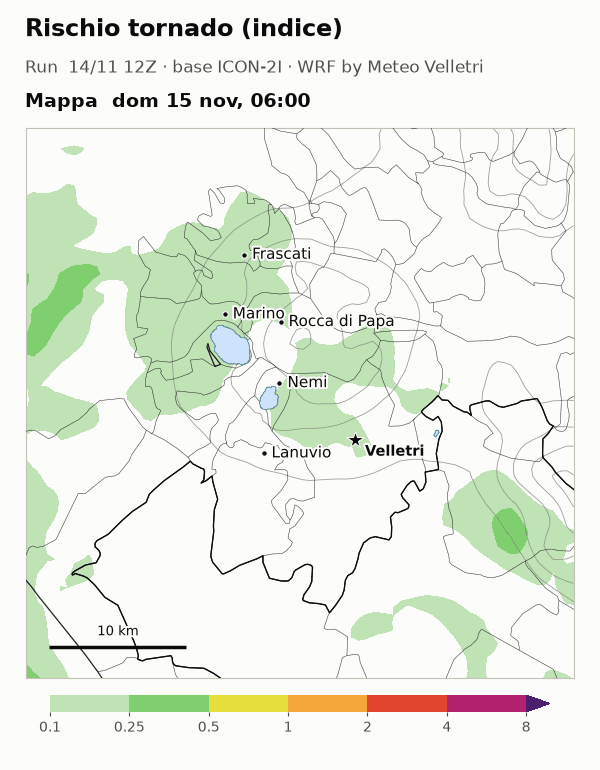 Rischio tornado (indice)
Run  14/11 12Z · base ICON-2I · WRF by Meteo Velletri
Mappa  dom 15 nov, 06:00
Frascati
Marino
Rocca di Papa
Nemi
Velletri
Lanuvio
10 km
0.1 0.25 0.5 1 2 4 8